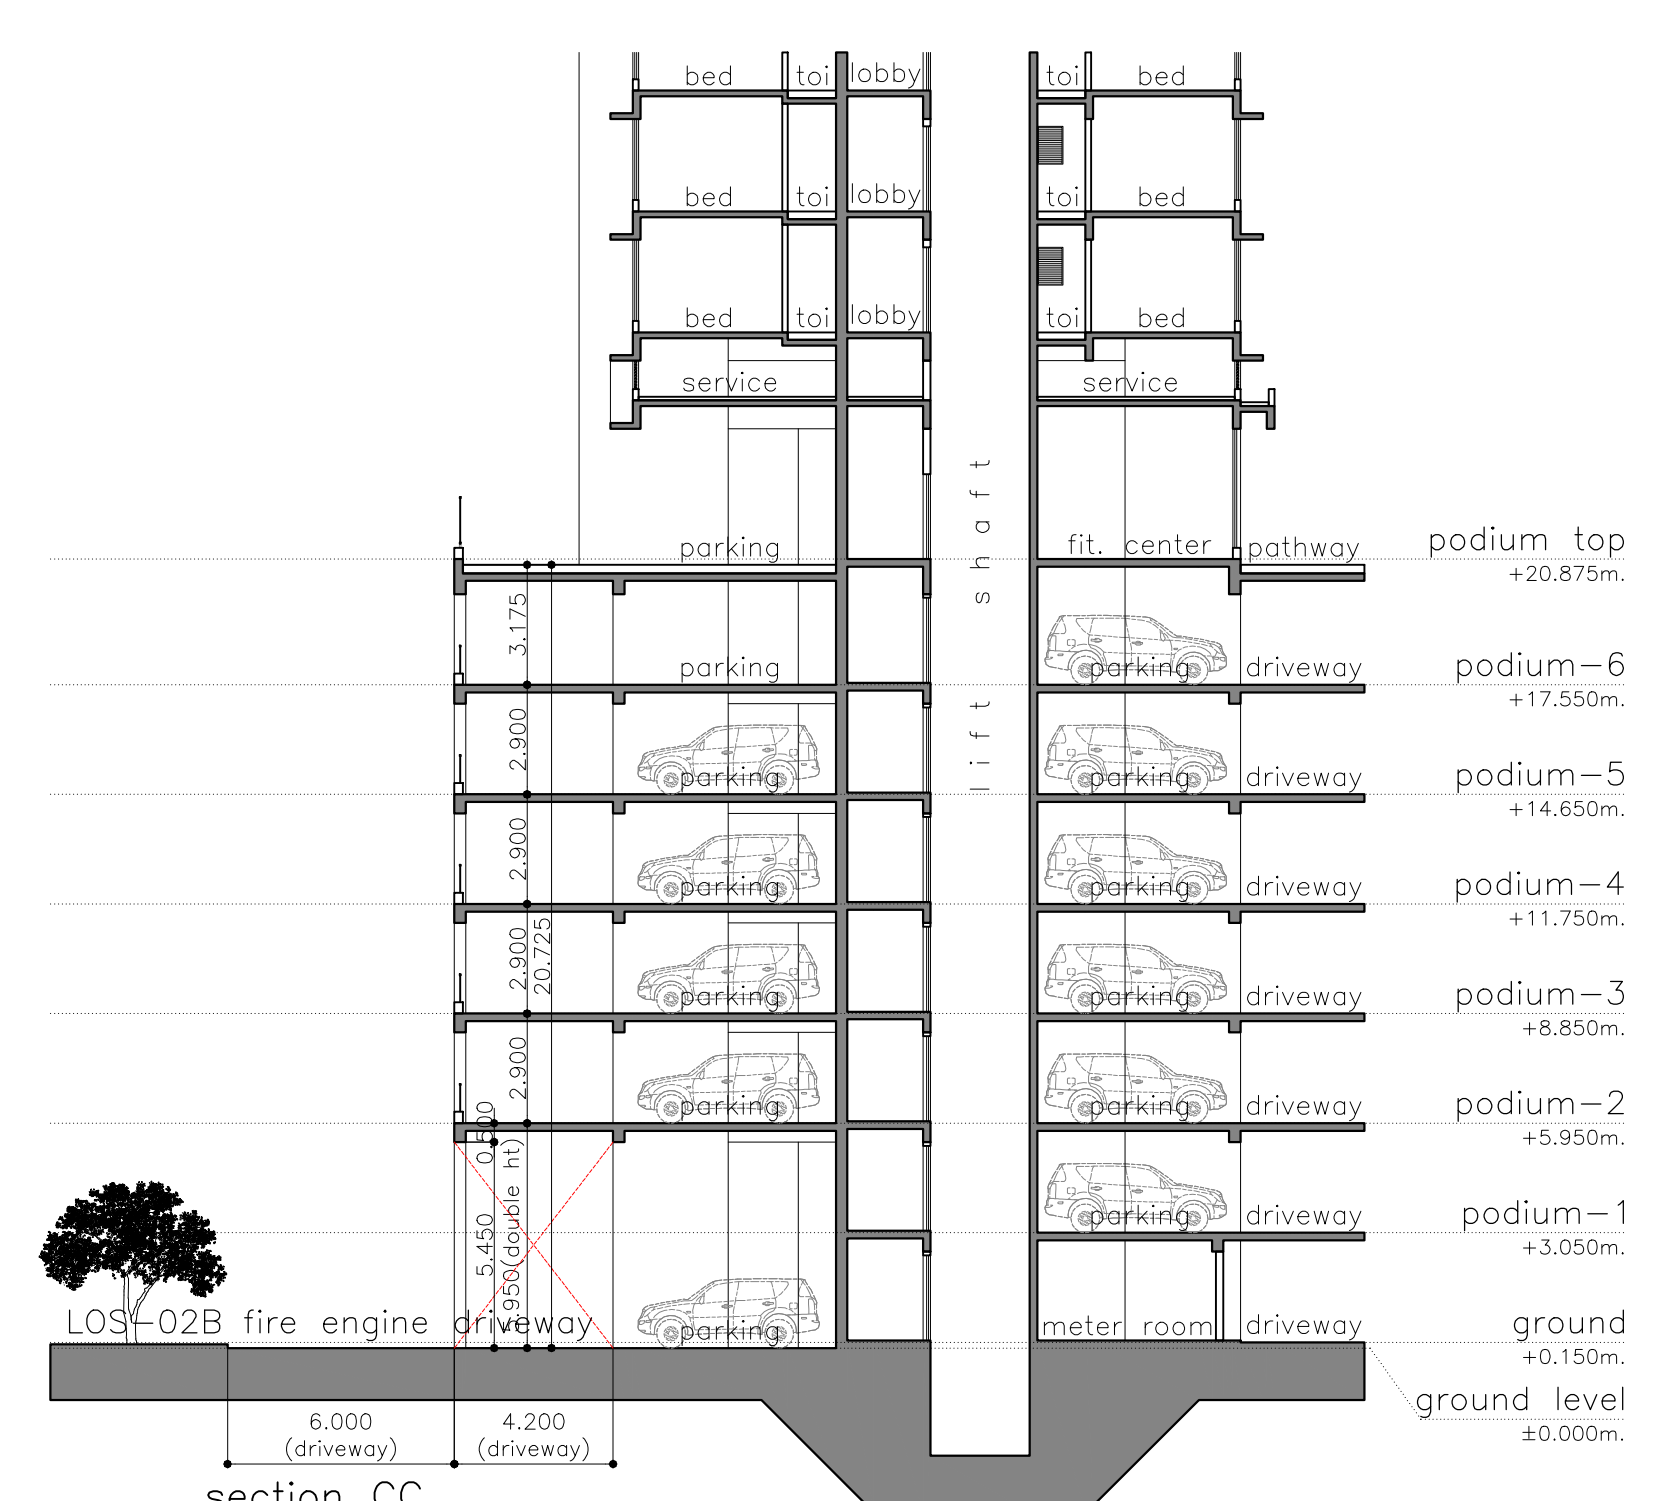 bed toi lobby toi bed
bed toi lobby toi bed
bed toi lobby toi bed
service service
lift shaft
parking fit. center pathway podium top
+20.875m.
3.175
parking parking driveway podium-6
+17.550m.
2.900
parking parking driveway podium-5
+14.650m.
2.900
parking parking driveway podium-4
+11.750m.
2.900
20.725
parking parking driveway podium-3
+8.850m.
2.900
parking parking driveway podium-2
+5.950m.
0.500
5.450
5.950(double ht)
parking driveway podium-1
+3.050m.
LOS-02B fire engine driveway parking meter room driveway ground
+0.150m.
ground level
±0.000m.
6.000
(driveway)
4.200
(driveway)
section CC